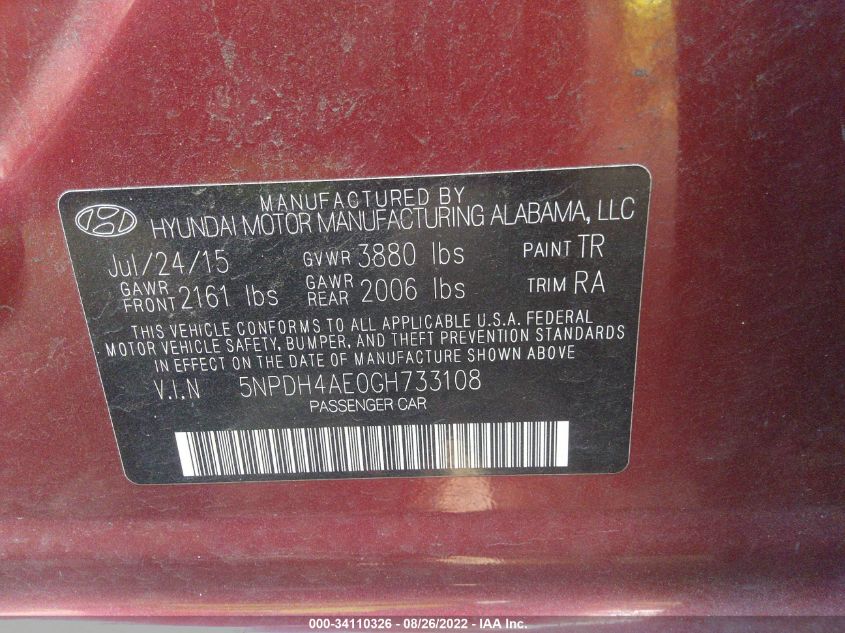 MANUFACTURED BY
HYUNDAI MOTOR MANUFACTURING ALABAMA, LLC
Jul/24/15 GVWR 3880 lbs PAINT TR
GAWR FRONT 2161 lbs GAWR REAR 2006 lbs TRIM RA
THIS VEHICLE CONFORMS TO ALL APPLICABLE U.S.A. FEDERAL
MOTOR VEHICLE SAFETY, BUMPER, AND THEFT PREVENTION STANDARDS
IN EFFECT ON THE DATE OF MANUFACTURE SHOWN ABOVE
V.I.N 5NPDH4AE0GH733108
PASSENGER CAR
000-34110326 - 08/26/2022 - IAA Inc.